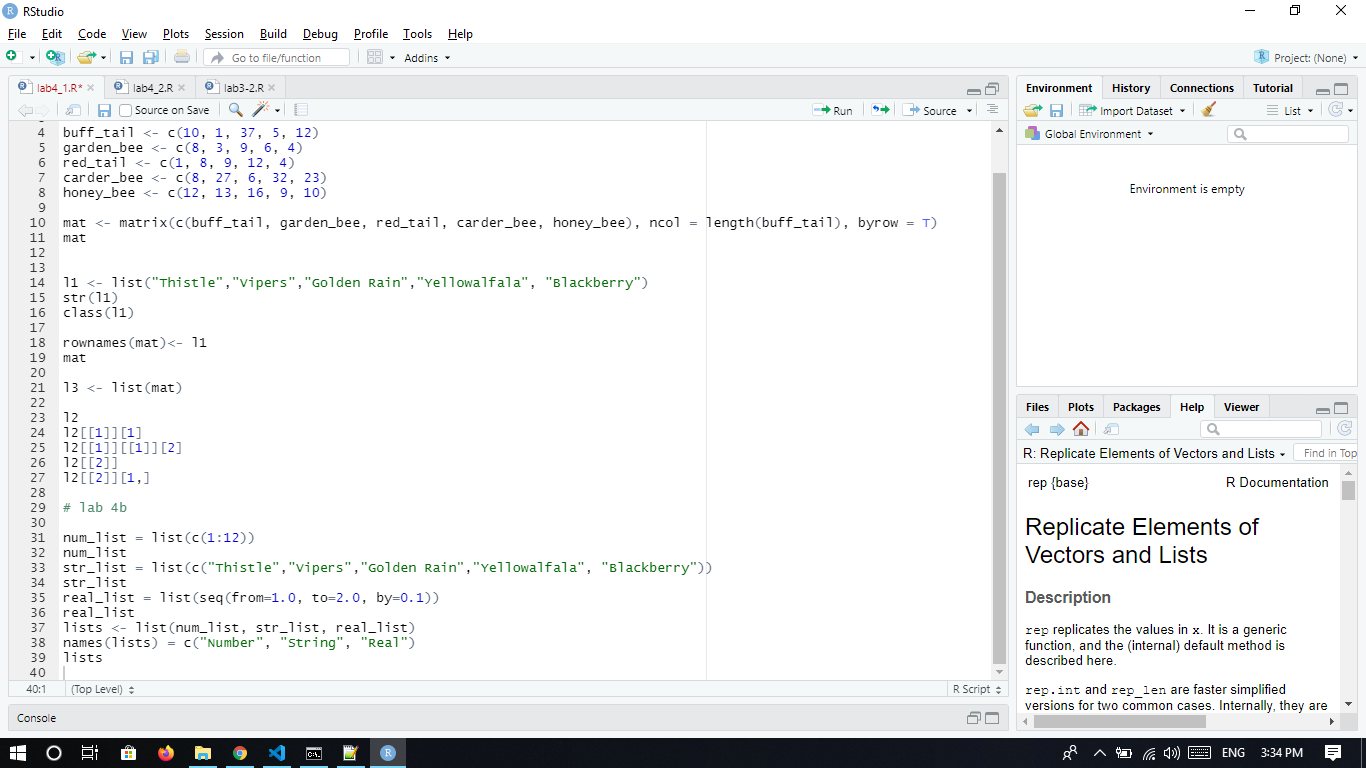 RStudio
File Edit Code View Plots Session Build Debug Profile Tools Help
Go to file/function Addins Project: (None)
lab4_1.R* lab4_2.R lab3-2.R
Source on Save Run Source
4 buff_tail <- c(10, 1, 37, 5, 12)
5 garden_bee <- c(8, 3, 9, 6, 4)
6 red_tail <- c(1, 8, 9, 12, 4)
7 carder_bee <- c(8, 27, 6, 32, 23)
8 honey_bee <- c(12, 13, 16, 9, 10)
9
10 mat <- matrix(c(buff_tail, garden_bee, red_tail, carder_bee, honey_bee), ncol = length(buff_tail), byrow = T)
11 mat
12
13
14 l1 <- list("Thistle","Vipers","Golden Rain","Yellowalfala", "Blackberry")
15 str(l1)
16 class(l1)
17
18 rownames(mat)<- l1
19 mat
20
21 l3 <- list(mat)
22
23 l2
24 l2[[1]][1]
25 l2[[1]][[1]][2]
26 l2[[2]]
27 l2[[2]][1,]
28
29 # lab 4b
30
31 num_list = list(c(1:12))
32 num_list
33 str_list = list(c("Thistle","Vipers","Golden Rain","Yellowalfala", "Blackberry"))
34 str_list
35 real_list = list(seq(from=1.0, to=2.0, by=0.1))
36 real_list
37 lists <- list(num_list, str_list, real_list)
38 names(lists) = c("Number", "String", "Real")
39 lists
40
40:1 (Top Level) R Script
Console
Environment History Connections Tutorial
Import Dataset List
Global Environment
Environment is empty
Files Plots Packages Help Viewer
R: Replicate Elements of Vectors and Lists Find in Top
rep {base} R Documentation
Replicate Elements of
Vectors and Lists
Description
rep replicates the values in x. It is a generic
function, and the (internal) default method is
described here.
rep.int and rep_len are faster simplified
versions for two common cases. Internally, they are
ENG 3:34 PM